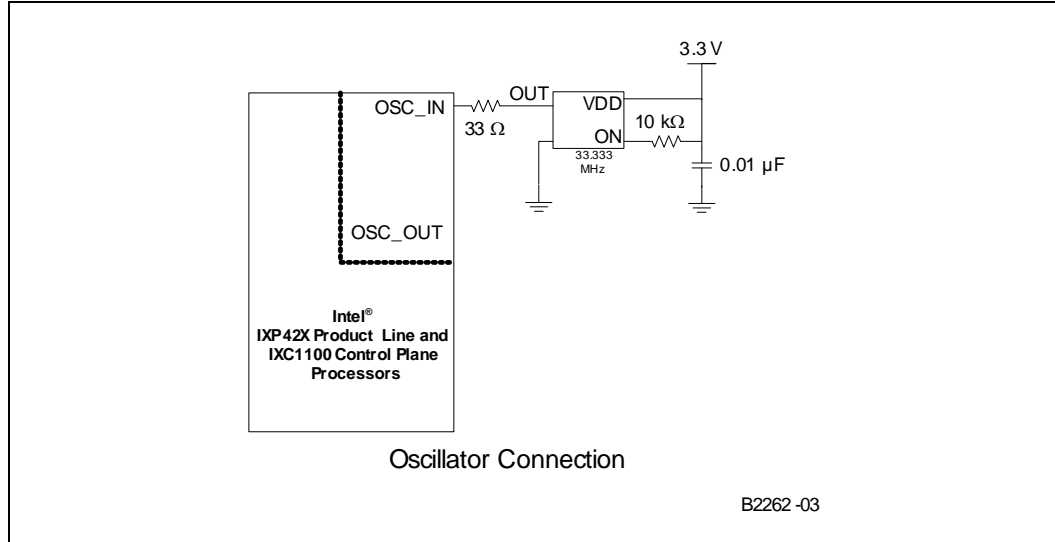 3.3 V
OSC_IN
OUT
VDD
10 kΩ
33 Ω
ON
33.333
MHz
0.01 µF
OSC_OUT
Intel®
IXP42X Product Line and
IXC1100 Control Plane
Processors
Oscillator Connection
B2262 -03